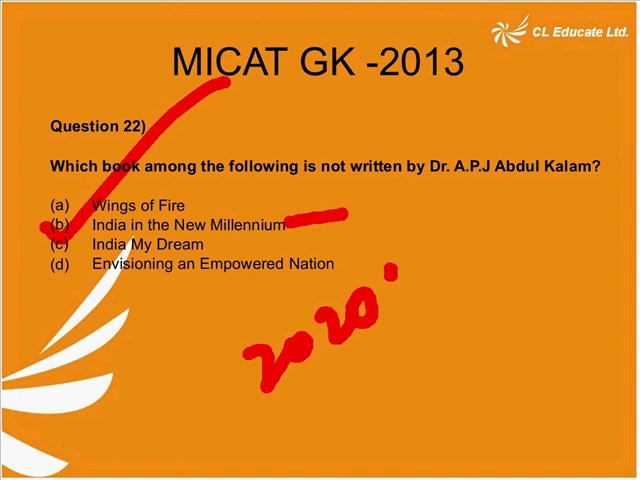 CL Educate Ltd.
MICAT GK -2013
Question 22)
Which book among the following is not written by Dr. A.P.J Abdul Kalam?
(a) Wings of Fire
(b) India in the New Millennium
(c) India My Dream
(d) Envisioning an Empowered Nation
2020